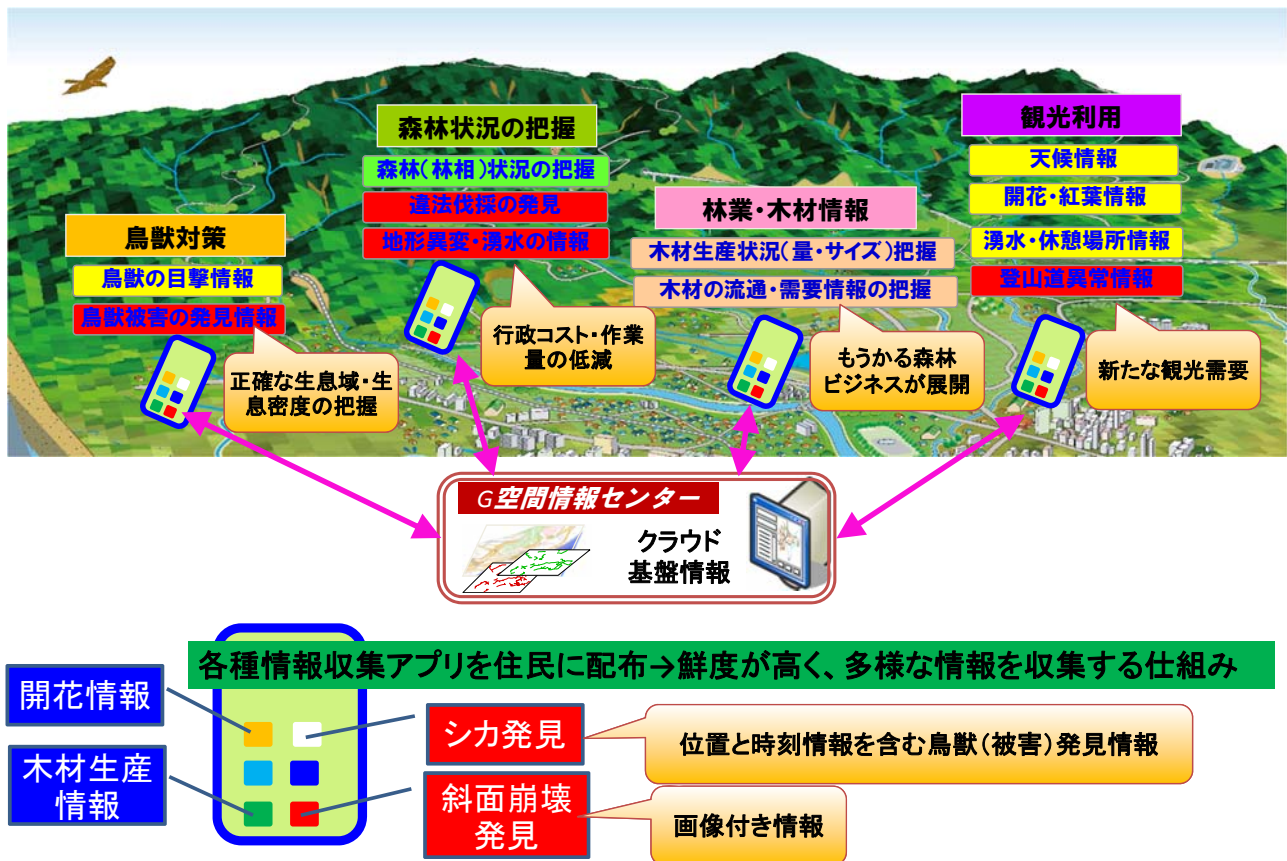 森林状況の把握
森林(林相)状況の把握
違法伐採の発見
地形異変・湧水の情報
行政コスト・作業
量の低減
観光利用
天候情報
開花・紅葉情報
湧水・休憩場所情報
登山道異常情報
新たな観光需要
林業・木材情報
木材生産状況(量・サイズ)把握
木材の流通・需要情報の把握
もうかる森林
ビジネスが展開
鳥獣対策
鳥獣の目撃情報
鳥獣被害の発見情報
正確な生息域・生
息密度の把握
G空間情報センター
クラウド
基盤情報
各種情報収集アプリを住民に配布→鮮度が高く、多様な情報を収集する仕組み
開花情報
木材生産
情報
シカ発見
位置と時刻情報を含む鳥獣(被害)発見情報
斜面崩壊
発見
画像付き情報